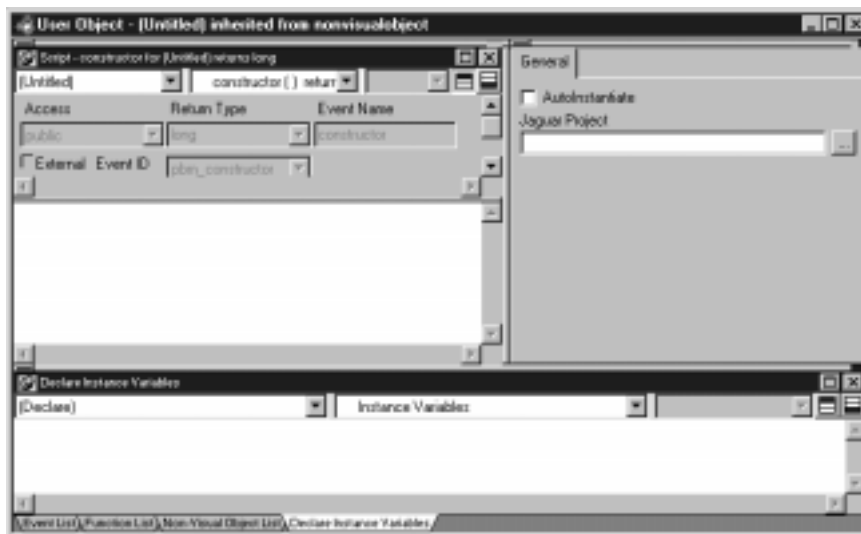 User Object - (Untitled) inherited from nonvisualobject
Script - constructor for (Untitled) returns long
(Untitled)
constructor ( ) return
Access
Return Type
Event Name
public
long
constructor
External
Event ID
pbm_constructor
General
AutoInstantiate
Jaguar Project
...
Declare Instance Variables
(Declare)
Instance Variables
Event List
Function List
Non-Visual Object List
Declare Instance Variables